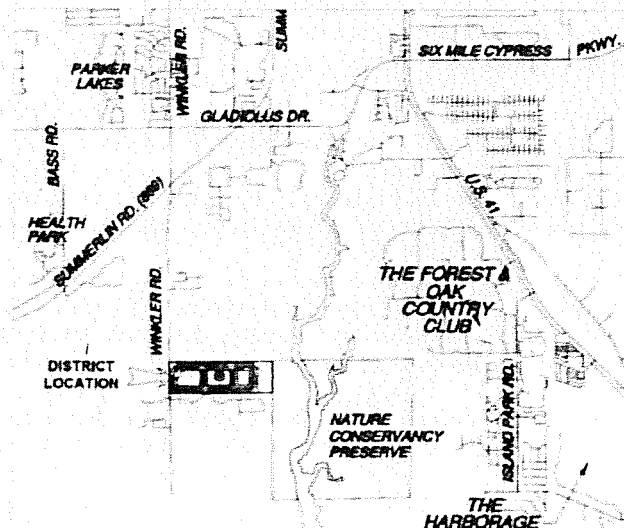 SUMM
SIX MILE CYPRESS PKWY.
WINKLER RD.
PARKER
LAKES
GLADIOLUS DR.
BASS RD.
U.S. 41
HEALTH
PARK
SUMMERLIN RD. (869)
THE FOREST &
OAK
COUNTRY
CLUB
WINKLER RD.
DISTRICT
LOCATION
ISLAND PARK RD.
NATURE
CONSERVANCY
PRESERVE
THE
HARBORAGE